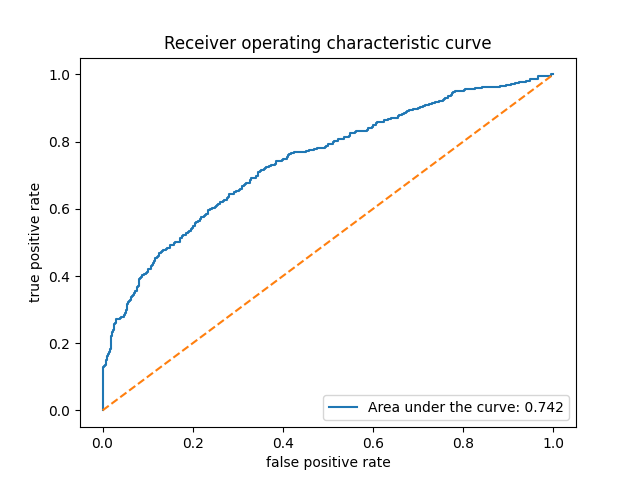 Receiver operating characteristic curve
true positive rate
1.0
0.8
0.6
0.4
0.2
0.0
0.0 0.2 0.4 0.6 0.8 1.0
false positive rate
Area under the curve: 0.742